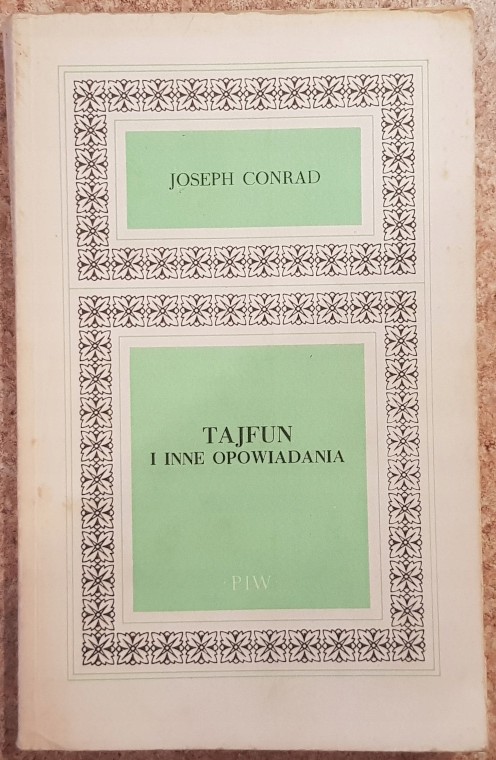 JOSEPH CONRAD
TAJFUN
I INNE OPOWIADANIA
PIW